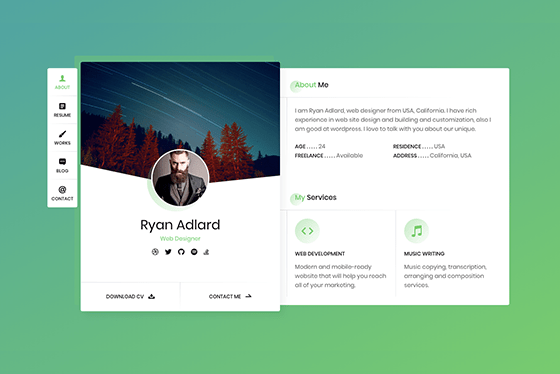 ABOUT
RESUME
WORKS
BLOG
CONTACT
Ryan Adlard
Web Designer
DOWNLOAD CV
CONTACT ME
About Me
I am Ryan Adlard, web designer from USA, California. I have rich
experience in web site design and building and customization, also I
am good at wordpress. I love to talk with you about our unique.
AGE ..... 24
RESIDENCE ..... USA
FREELANCE ..... Available
ADDRESS ..... California, USA
My Services
WEB DEVELOPMENT
Modern and mobile-ready
website that will help you reach
all of your marketing.
MUSIC WRITING
Music copying, transcription,
arranging and composition
services.